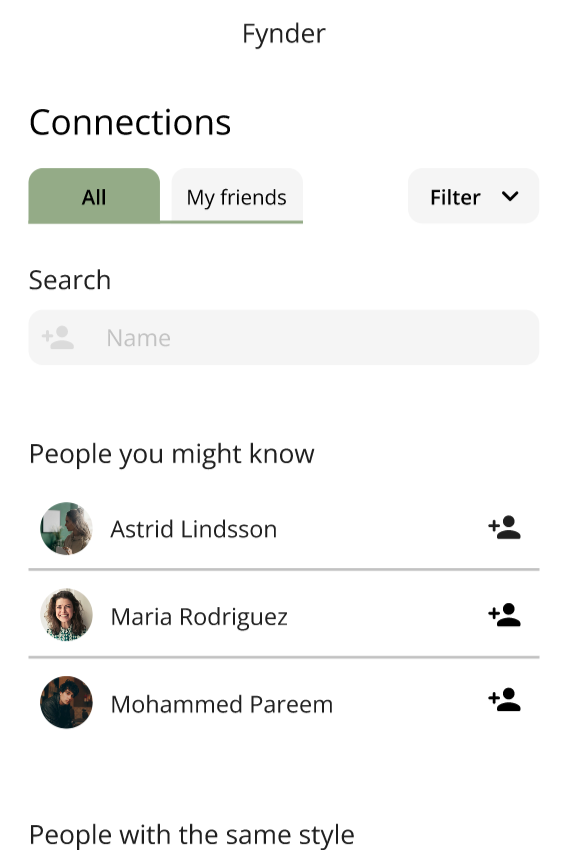 Fynder
Connections
All
My friends
Filter
Search
Name
People you might know
Astrid Lindsson
Maria Rodriguez
Mohammed Pareem
People with the same style